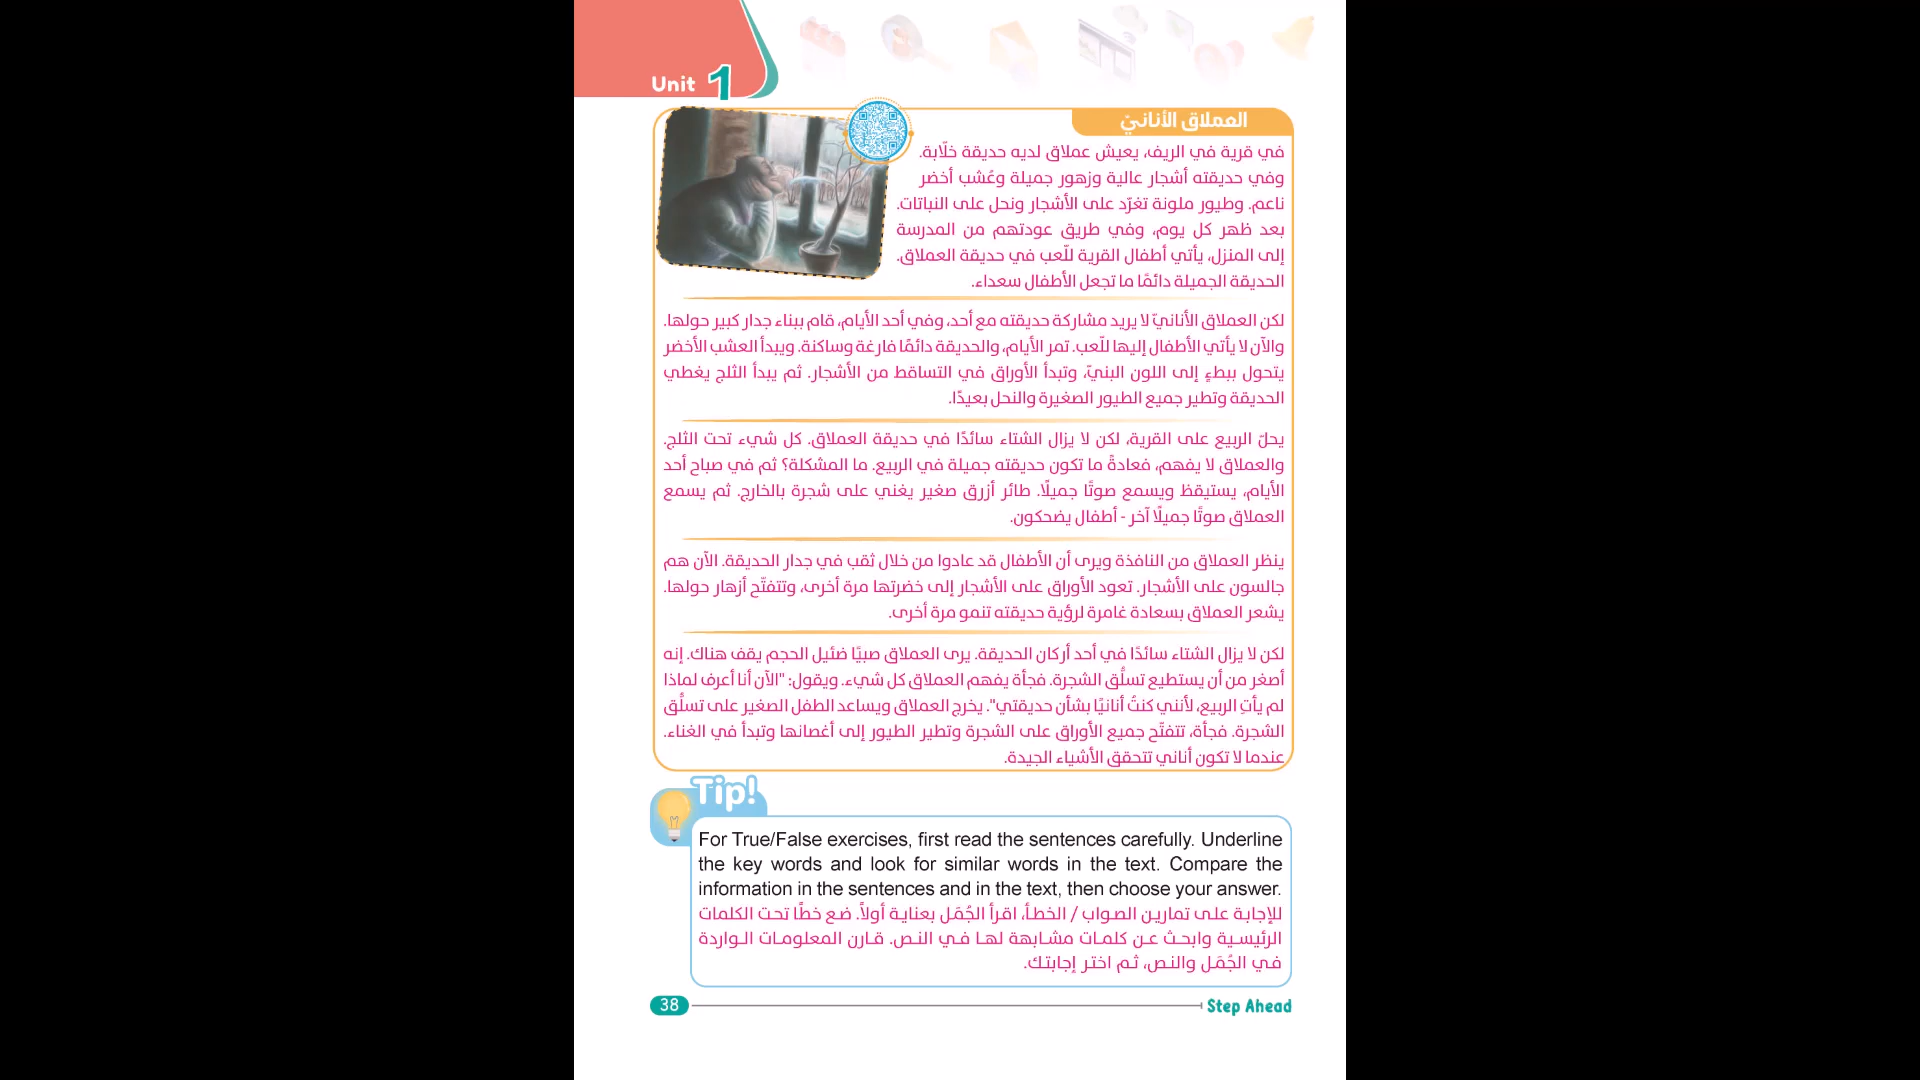 Unit 1
العملاق الأنانيّ
في قرية في الريف، يعيش عملاق لديه حديقة خلّابة.
وفي حديقته أشجار عالية وزهور جميلة وعُشب أخضر
ناعم. وطيور ملونة تغرّد على الأشجار ونحل على النباتات.
بعد ظهر كل يوم، وفي طريق عودتهم من المدرسة
إلى المنزل، يأتي أطفال القرية للّعب في حديقة العملاق.
الحديقة الجميلة دائمًا ما تجعل الأطفال سعداء.
لكن العملاق الأنانيّ لا يريد مشاركة حديقته مع أحد، وفي أحد الأيام، قام ببناء جدار كبير حولها.
والآن لا يأتي الأطفال إليها للّعب. تمر الأيام، والحديقة دائمًا فارغة وساكنة. ويبدأ العشب الأخضر
يتحول ببطءٍ إلى اللون البنيّ، وتبدأ الأوراق في التساقط من الأشجار. ثم يبدأ الثلج يغطي
الحديقة وتطير جميع الطيور الصغيرة والنحل بعيدًا.
يحلّ الربيع على القرية، لكن لا يزال الشتاء سائدًا في حديقة العملاق. كل شيء تحت الثلج.
والعملاق لا يفهم، فعادةً ما تكون حديقته جميلة في الربيع. ما المشكلة؟ ثم في صباح أحد
الأيام، يستيقظ ويسمع صوتًا جميلًا. طائر أزرق صغير يغني على شجرة بالخارج. ثم يسمع
العملاق صوتًا جميلًا آخر - أطفال يضحكون.
ينظر العملاق من النافذة ويرى أن الأطفال قد عادوا من خلال ثقب في جدار الحديقة. الآن هم
جالسون على الأشجار. تعود الأوراق على الأشجار إلى خضرتها مرة أخرى، وتتفتّح أزهار حولها.
يشعر العملاق بسعادة غامرة لرؤية حديقته تنمو مرة أخرى.
لكن لا يزال الشتاء سائدًا في أحد أركان الحديقة. يرى العملاق صبيًا ضئيل الحجم يقف هناك. إنه
أصغر من أن يستطيع تسلُّق الشجرة. فجأة يفهم العملاق كل شيء. ويقول: "الآن أنا أعرف لماذا
لم يأتِ الربيع، لأنني كنتُ أنانيًا بشأن حديقتي". يخرج العملاق ويساعد الطفل الصغير على تسلُّق
الشجرة. فجأة، تتفتّح جميع الأوراق على الشجرة وتطير الطيور إلى أغصانها وتبدأ في الغناء.
عندما لا تكون أناني تتحقق الأشياء الجيدة.
Tip!
For True/False exercises, first read the sentences carefully. Underline
the key words and look for similar words in the text. Compare the
information in the sentences and in the text, then choose your answer.
للإجابة على تمارين الصواب / الخطأ، اقرأ الجُمَل بعناية أولاً. ضع خطًا تحت الكلمات
الرئيسية وابحث عن كلمات مشابهة لها في النص. قارن المعلومات الواردة
في الجُمَل والنص، ثم اختر إجابتك.
38
Step Ahead